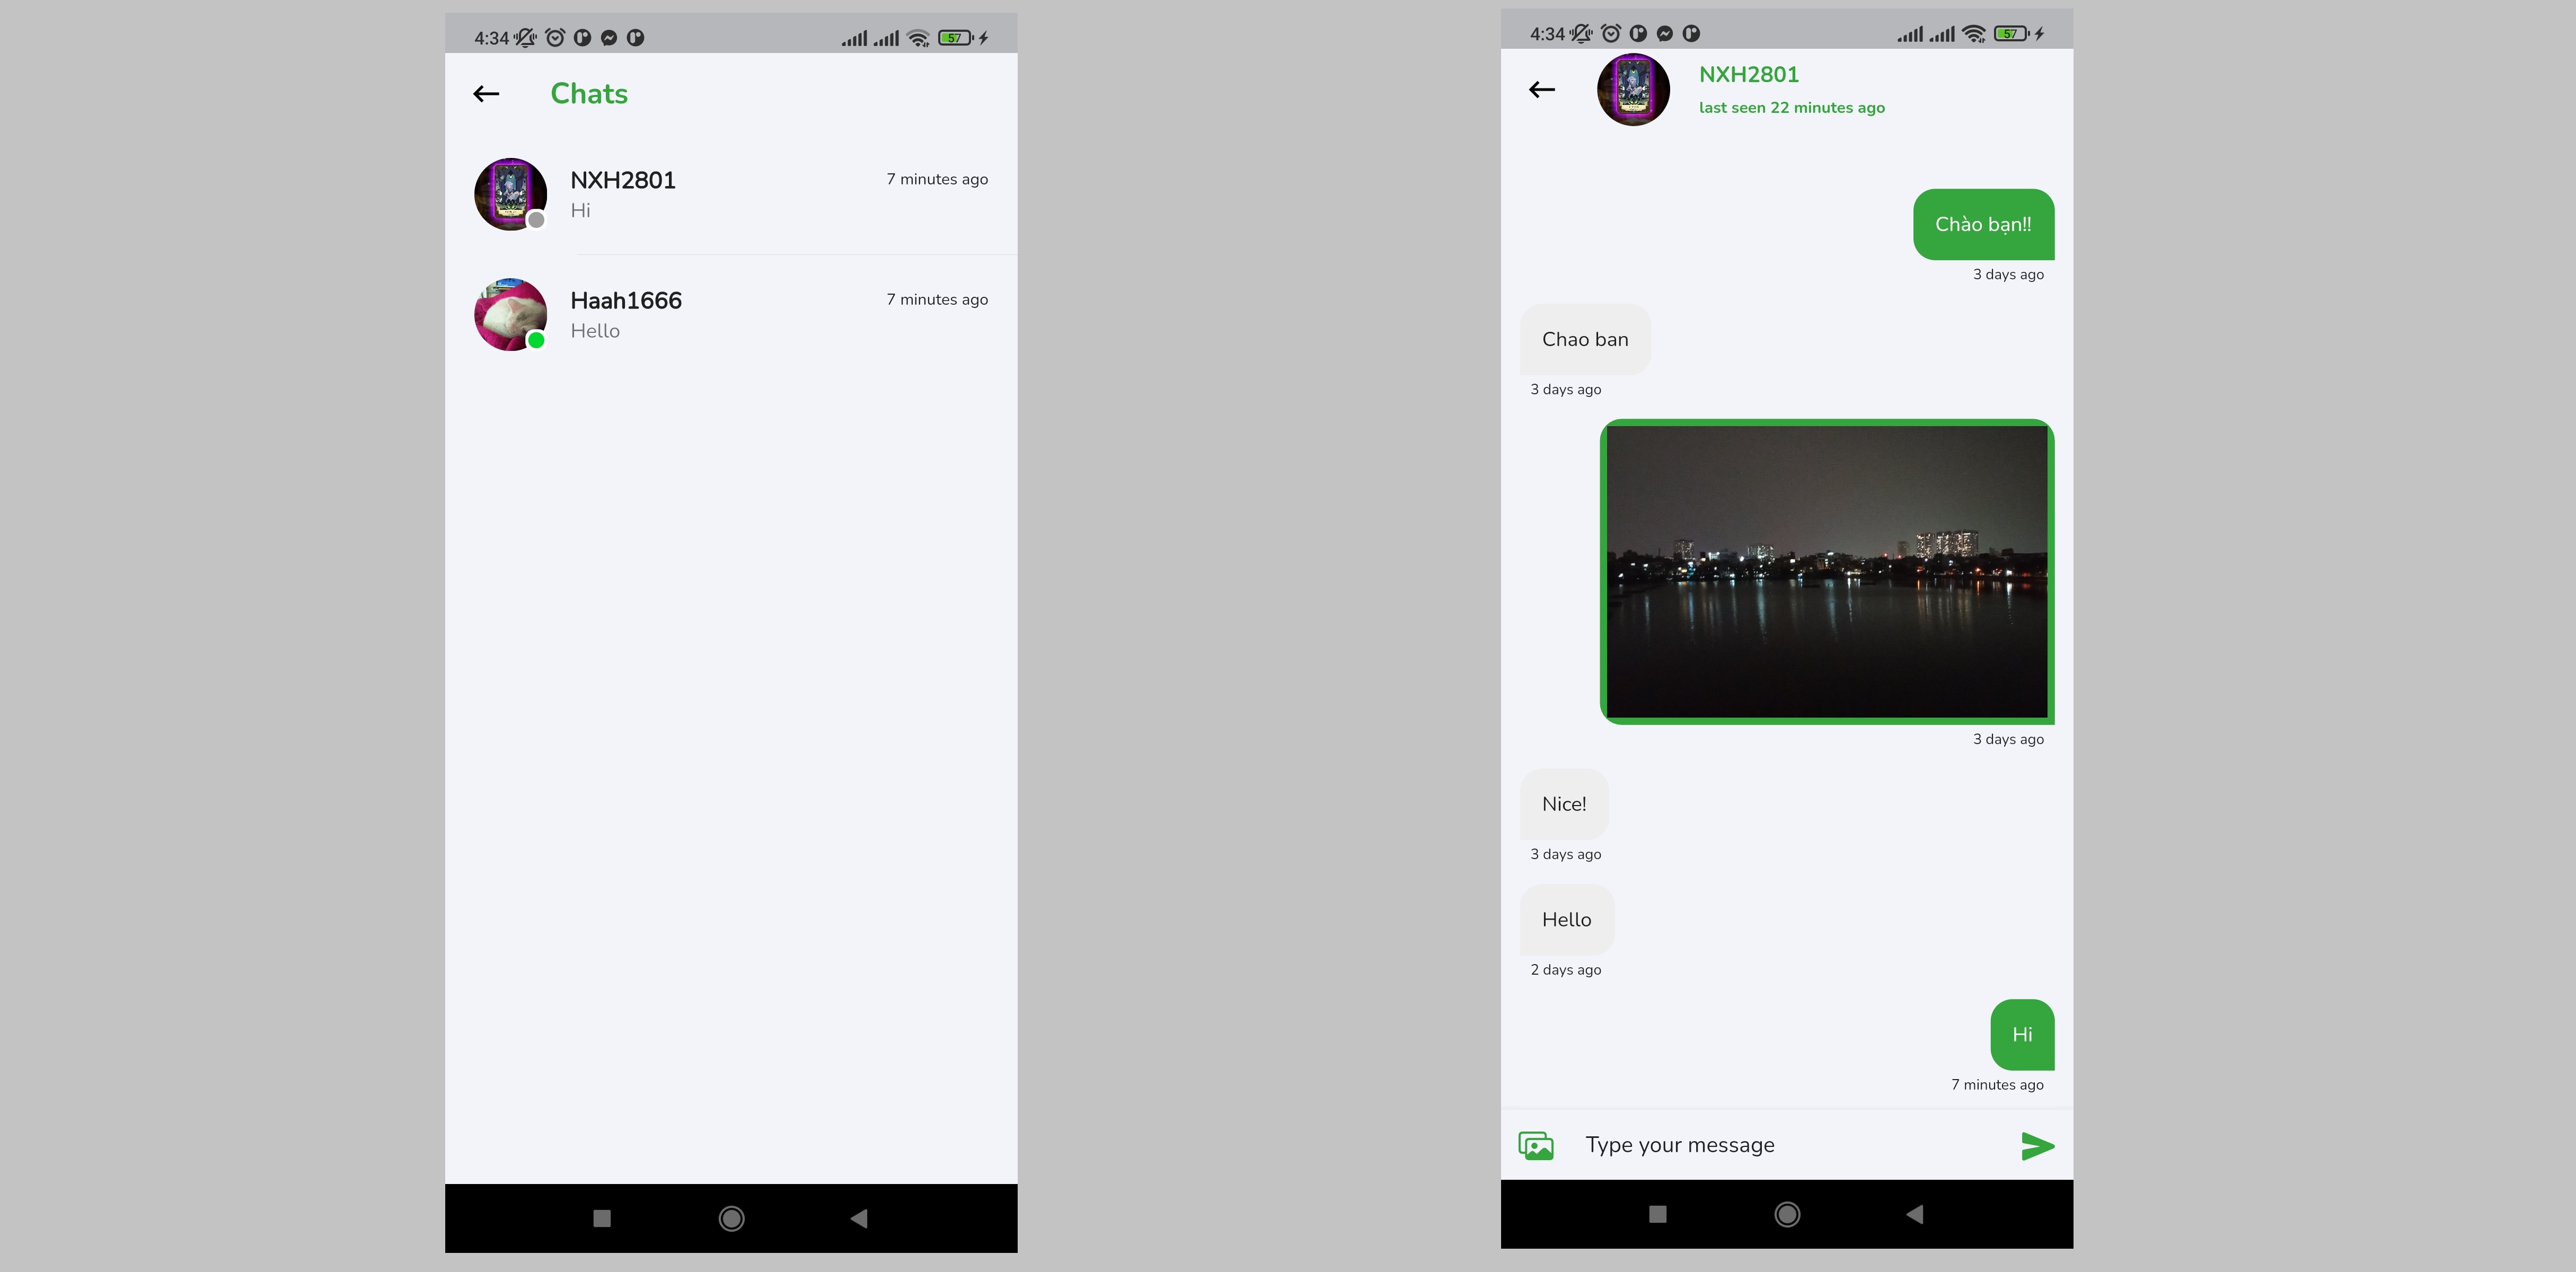 4:34
57
Chats
NXH2801
7 minutes ago
Hi
Haah1666
7 minutes ago
Hello
4:34
57
NXH2801
last seen 22 minutes ago
Chào bạn!!
3 days ago
Chao ban
3 days ago
3 days ago
Nice!
3 days ago
Hello
2 days ago
Hi
7 minutes ago
Type your message